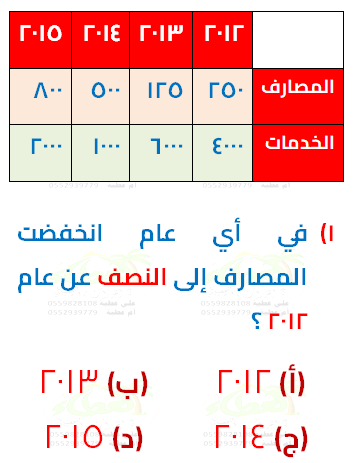 ٢٠١٢ ٢٠١٣ ٢٠١٤ ٢٠١٥
المصارف ٢٥٠ ١٢٥ ٥٠٠ ٨٠٠
الخدمات ٤٠٠٠ ٦٠٠٠ ١٠٠٠ ٢٠٠٠
١) في أي عام انخفضت
المصارف إلى النصف عن عام
٢٠١٢ ؟
(أ) ٢٠١٢ (ب) ٢٠١٣
(ج) ٢٠١٤ (د) ٢٠١٥